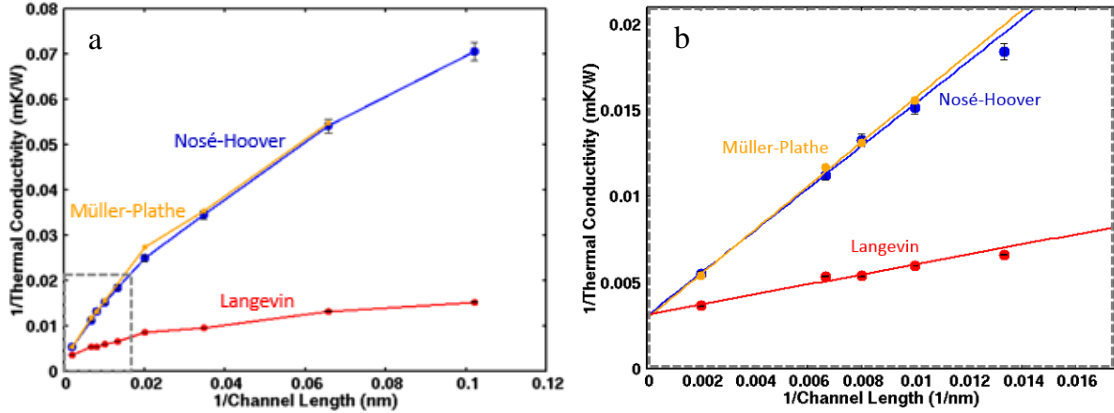 a
1/Thermal Conductivity (mK/W)
0.08
0.07
0.06
0.05
0.04
0.03
0.02
0.01
0
Nosé-Hoover
Müller-Plathe
Langevin
0 0.02 0.04 0.06 0.08 0.1 0.12
1/Channel Length (nm)
b
1/Thermal Conductivity (mK/W)
0.02
0.015
0.01
0.005
0
Nosé-Hoover
Müller-Plathe
Langevin
0 0.002 0.004 0.006 0.008 0.01 0.012 0.014 0.016
1/Channel Length (1/nm)